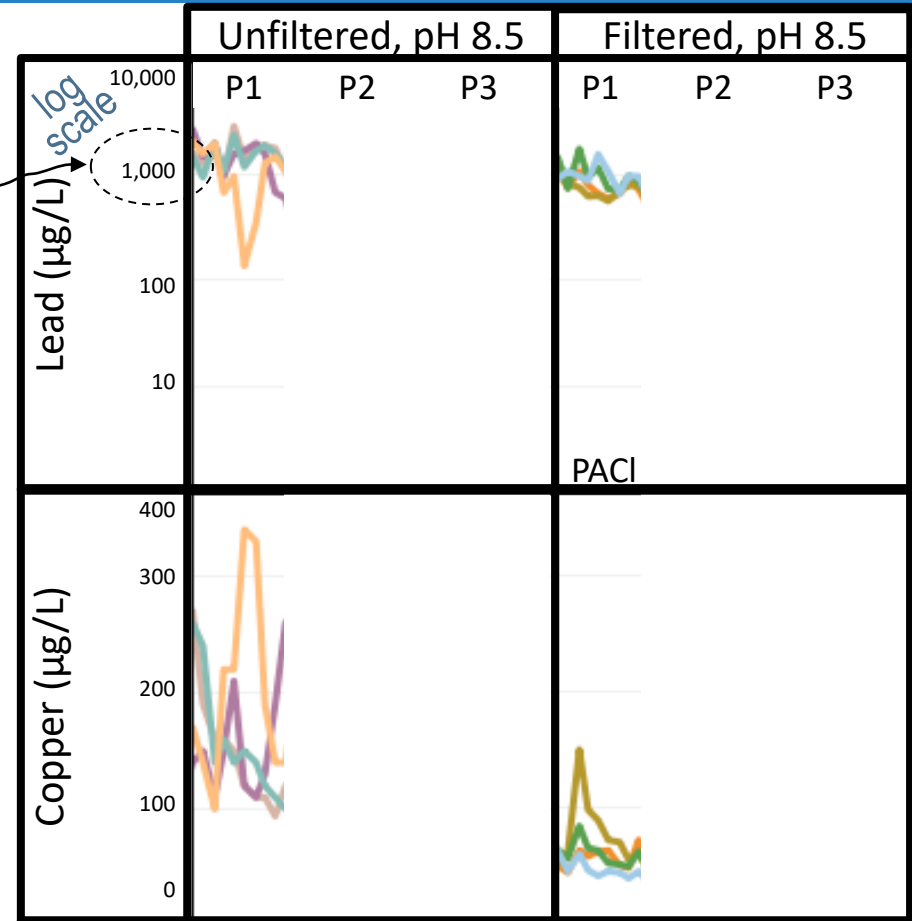 Unfiltered, pH 8.5
Filtered, pH 8.5
log
scale
Lead (µg/L)
10,000
1,000
100
10
P1 P2 P3
P1 P2 P3
PACl
Copper (µg/L)
400
300
200
100
0